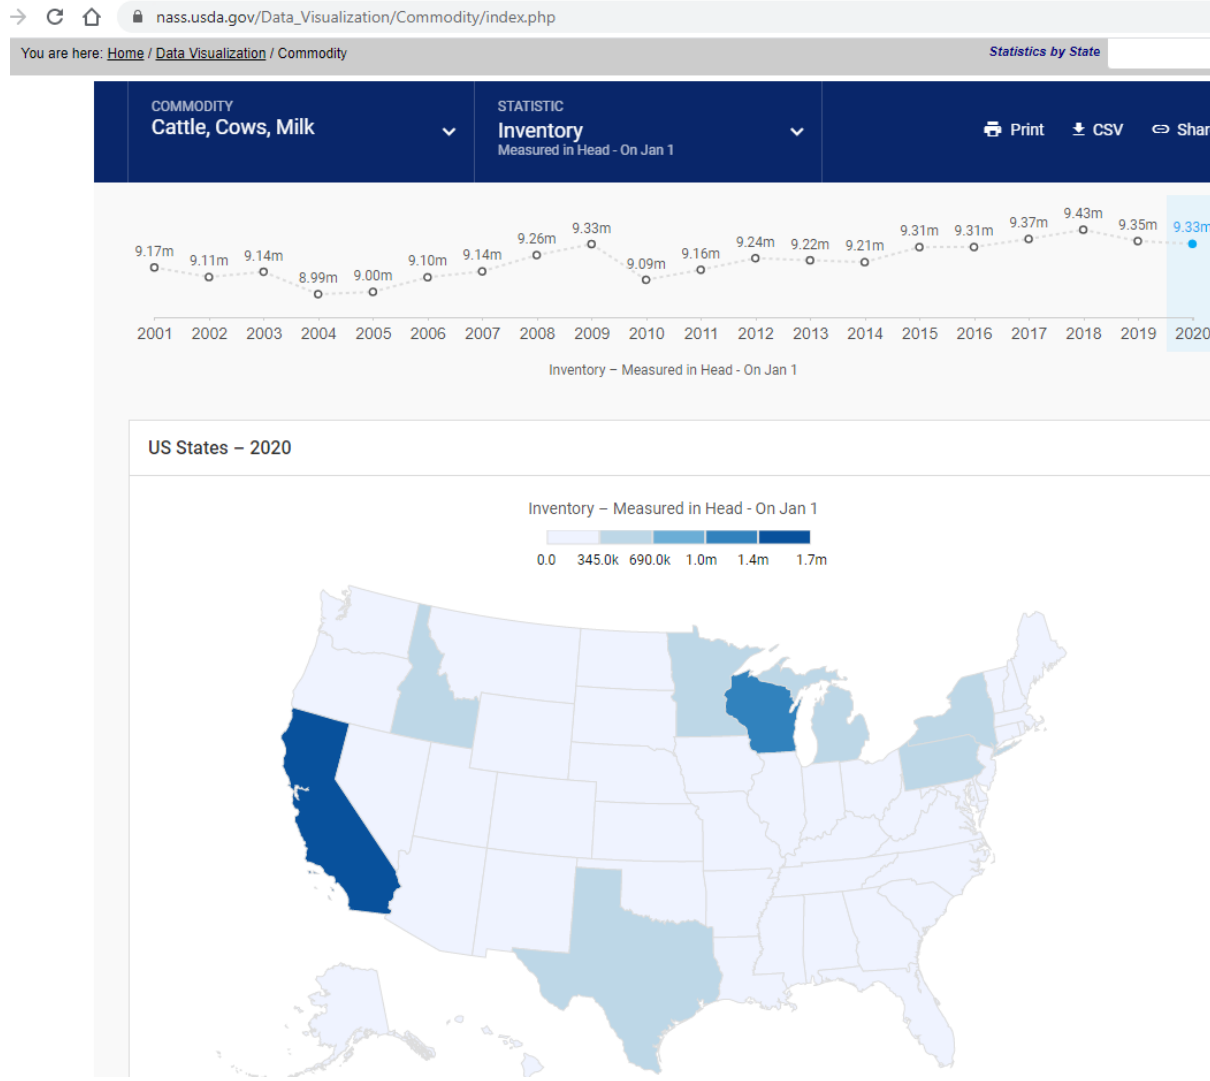 nass.usda.gov/Data_Visualization/Commodity/index.php
You are here: Home / Data Visualization / Commodity
Statistics by State
COMMODITY
Cattle, Cows, Milk
STATISTIC
Inventory
Measured in Head - On Jan 1
Print
CSV
Shar
9.17m 9.11m 9.14m 8.99m 9.00m 9.10m 9.14m 9.26m 9.33m 9.09m 9.16m 9.24m 9.22m 9.21m 9.31m 9.31m 9.37m 9.43m 9.35m 9.33m
2001 2002 2003 2004 2005 2006 2007 2008 2009 2010 2011 2012 2013 2014 2015 2016 2017 2018 2019 2020
Inventory – Measured in Head - On Jan 1
US States – 2020
Inventory – Measured in Head - On Jan 1
0.0 345.0k 690.0k 1.0m 1.4m 1.7m